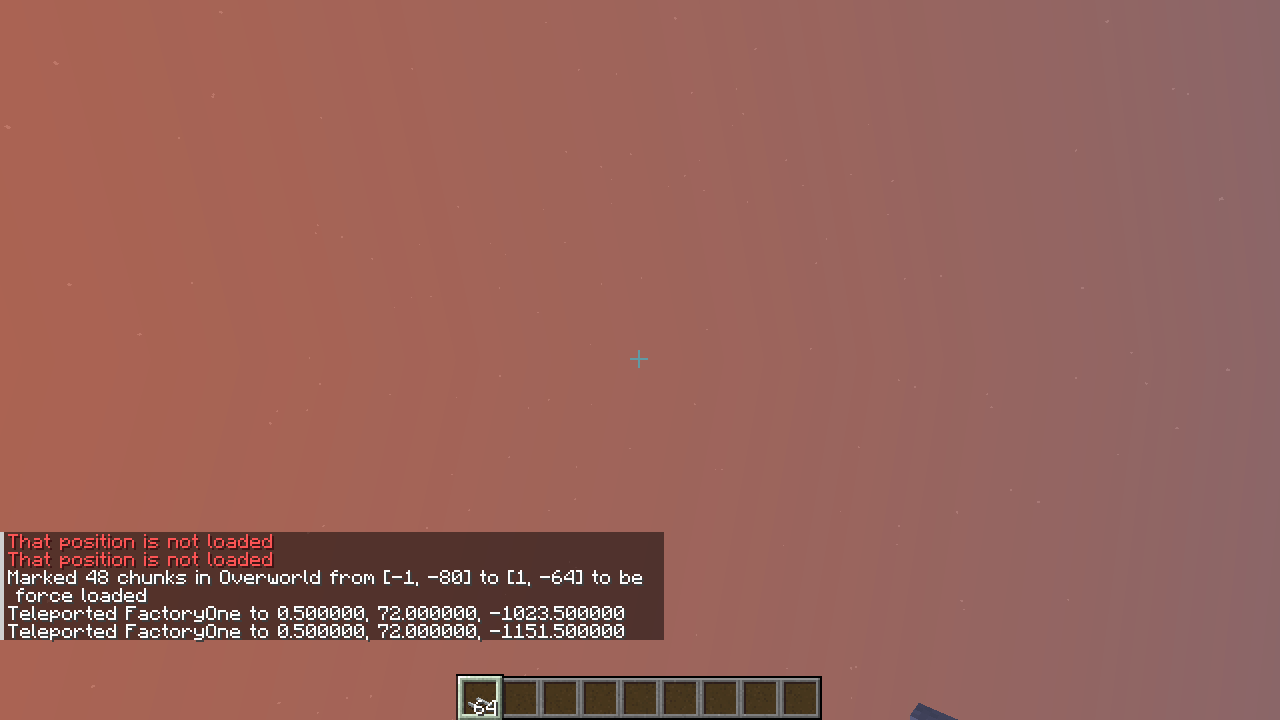 That position is not loaded
That position is not loaded
Marked 48 chunks in Overworld from [-1, -80] to [1, -64] to be
force loaded
Teleported FactoryOne to 0.500000, 72.000000, -1023.500000
Teleported FactoryOne to 0.500000, 72.000000, -1151.500000
64